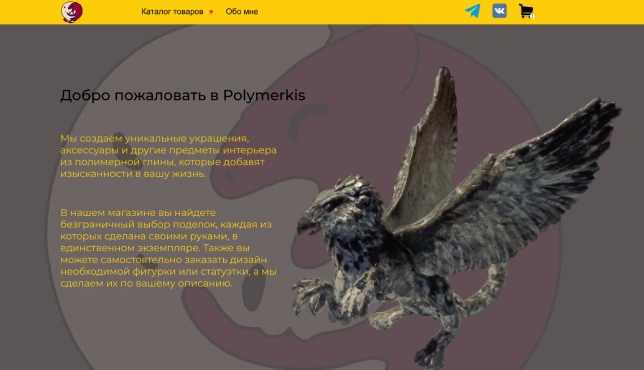 Каталог товаров
Обо мне
0
Добро пожаловать в Polymerkis
Мы создаем уникальные украшения,
аксессуары и другие предметы интерьера
из полимерной глины, которые добавят
изысканности в вашу жизнь.
В нашем магазине вы найдете
безграничный выбор поделок, каждая из
которых сделана своими руками, в
единственном экземпляре. Также вы
можете самостоятельно заказать дизайн
необходимой фигурки или статуэтки, а мы
сделаем их по вашему описанию.